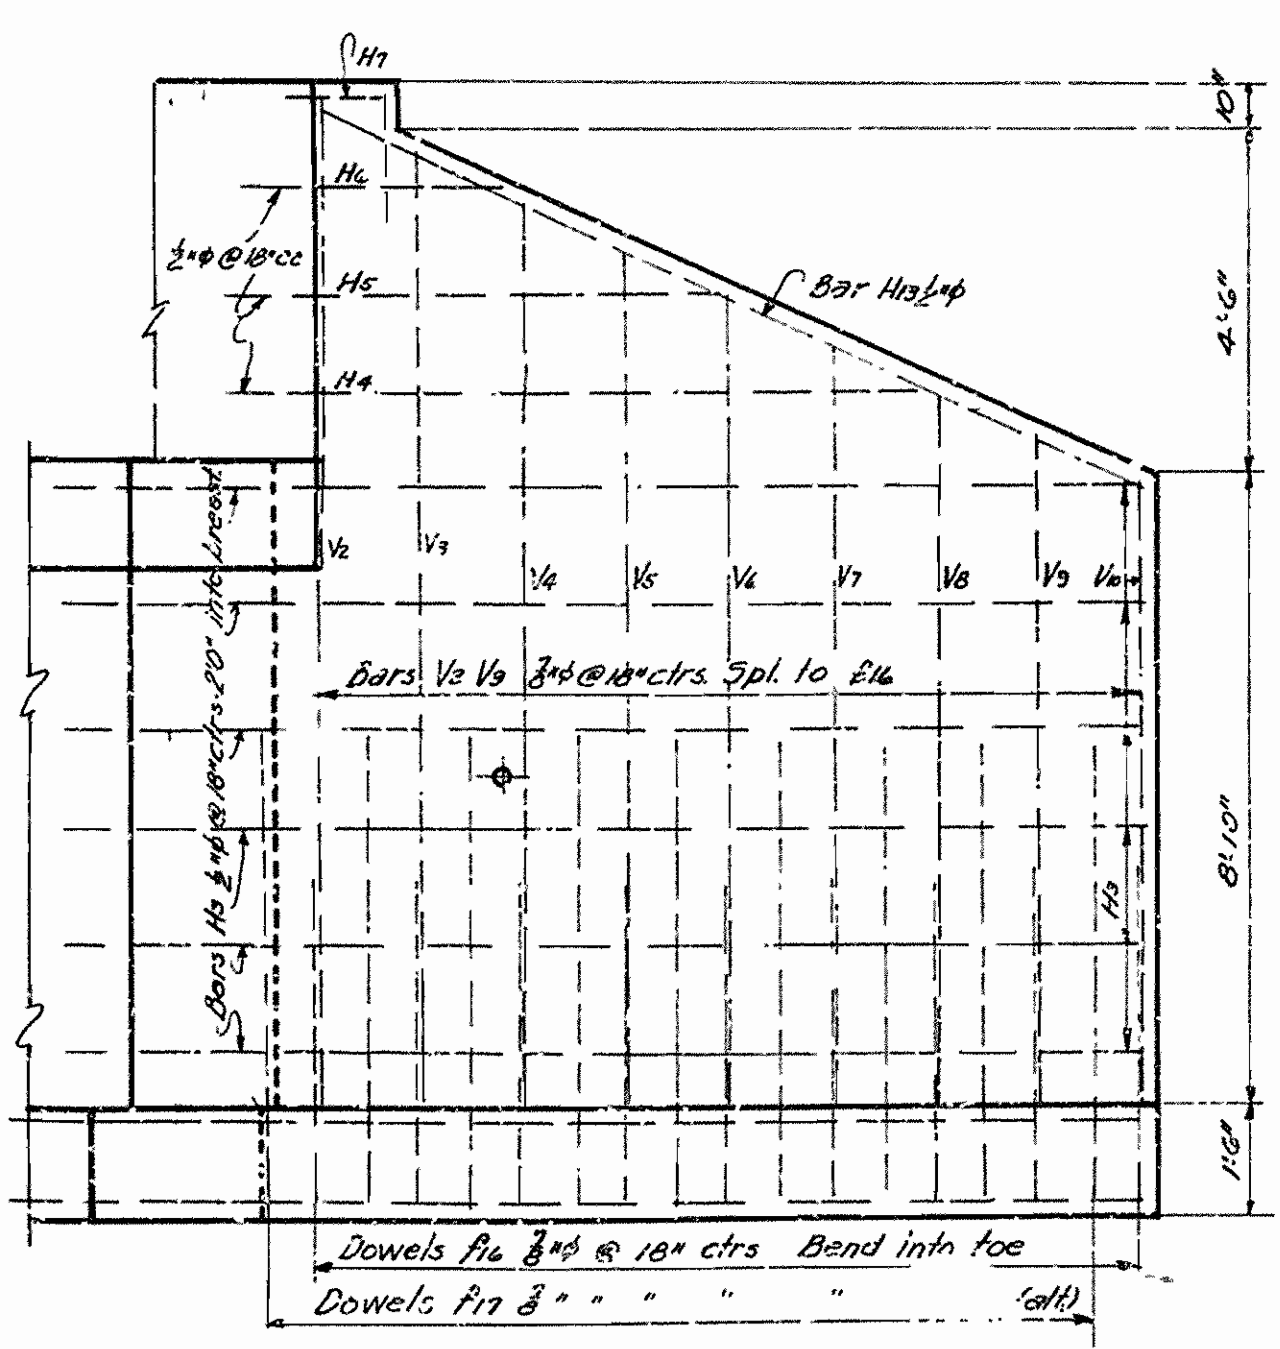 H7
10"
H6
½"φ @ 18"cc
H5
Bar H13 ½"φ
4'-6"
H4
V2
V3
V4
V5
V6
V7
V8
V9
V10
Bars V2 V9 ⅞"φ @ 18" ctrs. Spl. to f16
Bars H3 ½"φ @ 18" ctrs-2'0" into breast.
8'-10"
H3
1'-6"
Dowels f16 ⅞"φ @ 18" ctrs Bend into toe
Dowels f17 ⅞ " " " " " (alt.)